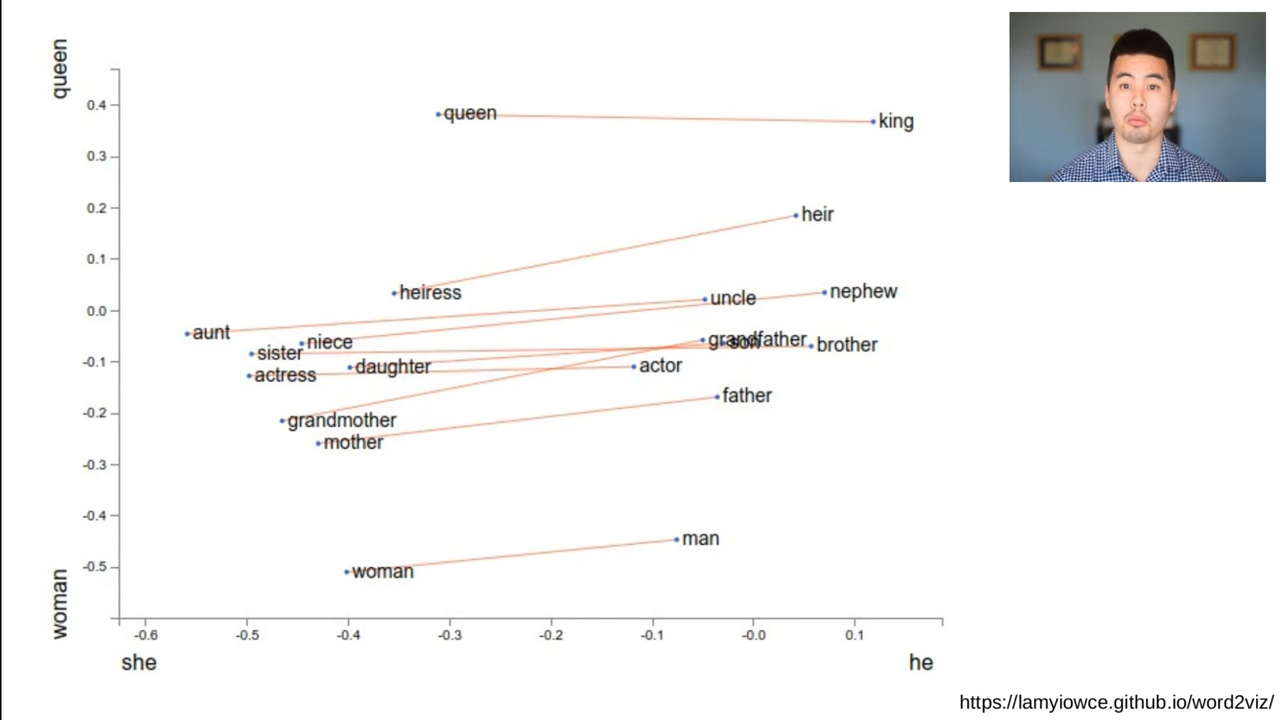 queen
0.4
0.3
0.2
0.1
0.0
-0.1
-0.2
-0.3
-0.4
-0.5
woman
queen
king
heir
heiress
uncle
nephew
aunt
niece
grandfather
son
brother
sister
daughter
actor
actress
father
grandmother
mother
man
woman
-0.6
-0.5
-0.4
-0.3
-0.2
-0.1
-0.0
0.1
she
he
https://lamyiowce.github.io/word2viz/